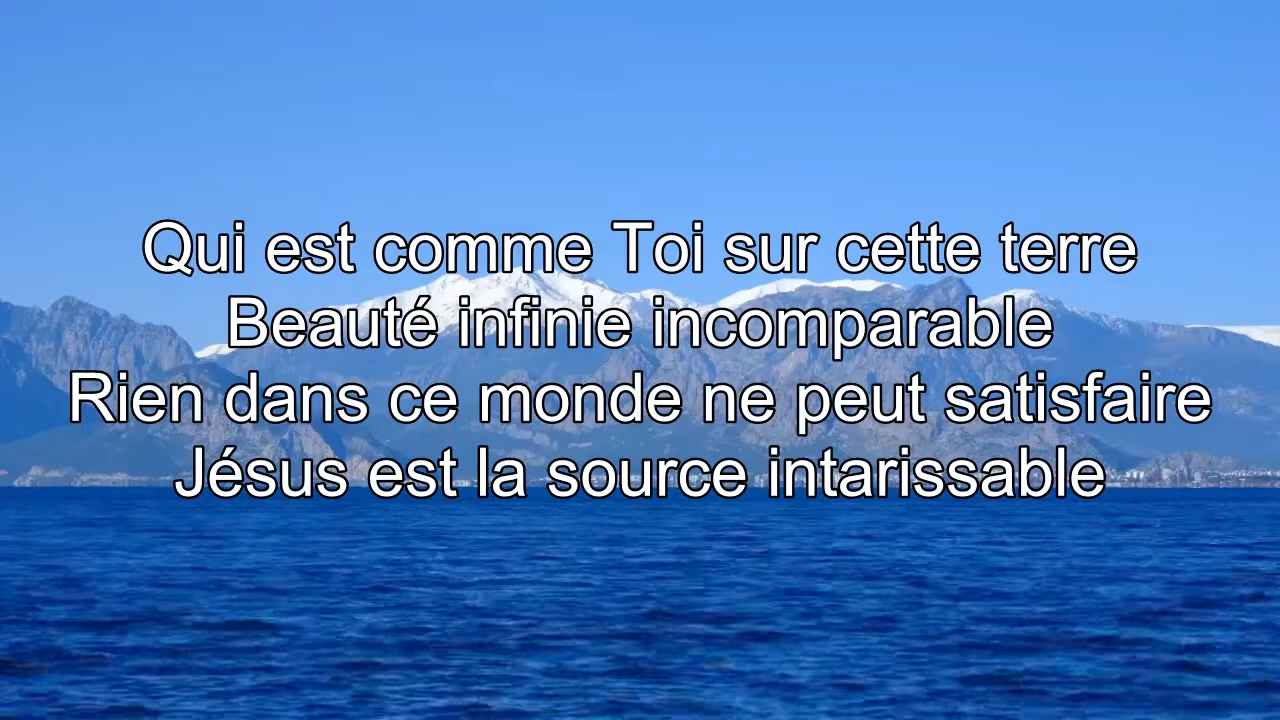 Qui est comme Toi sur cette terre
Beauté infinie incomparable
Rien dans ce monde ne peut satisfaire
Jésus est la source intarissable